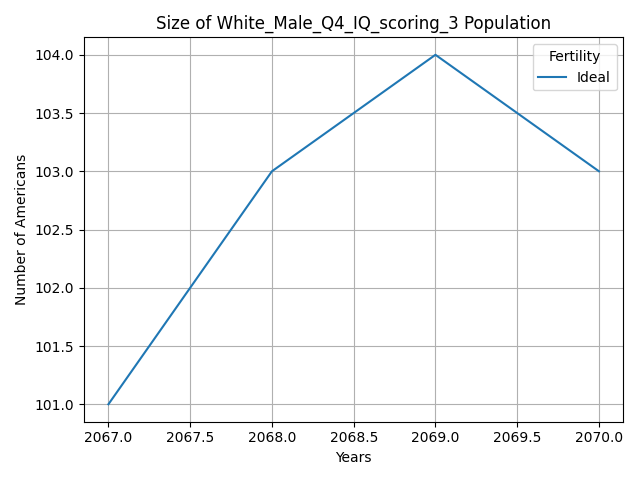 Size of White_Male_Q4_IQ_scoring_3 Population
Fertility
Ideal
Number of Americans
104.0
103.5
103.0
102.5
102.0
101.5
101.0
2067.0 2067.5 2068.0 2068.5 2069.0 2069.5 2070.0
Years